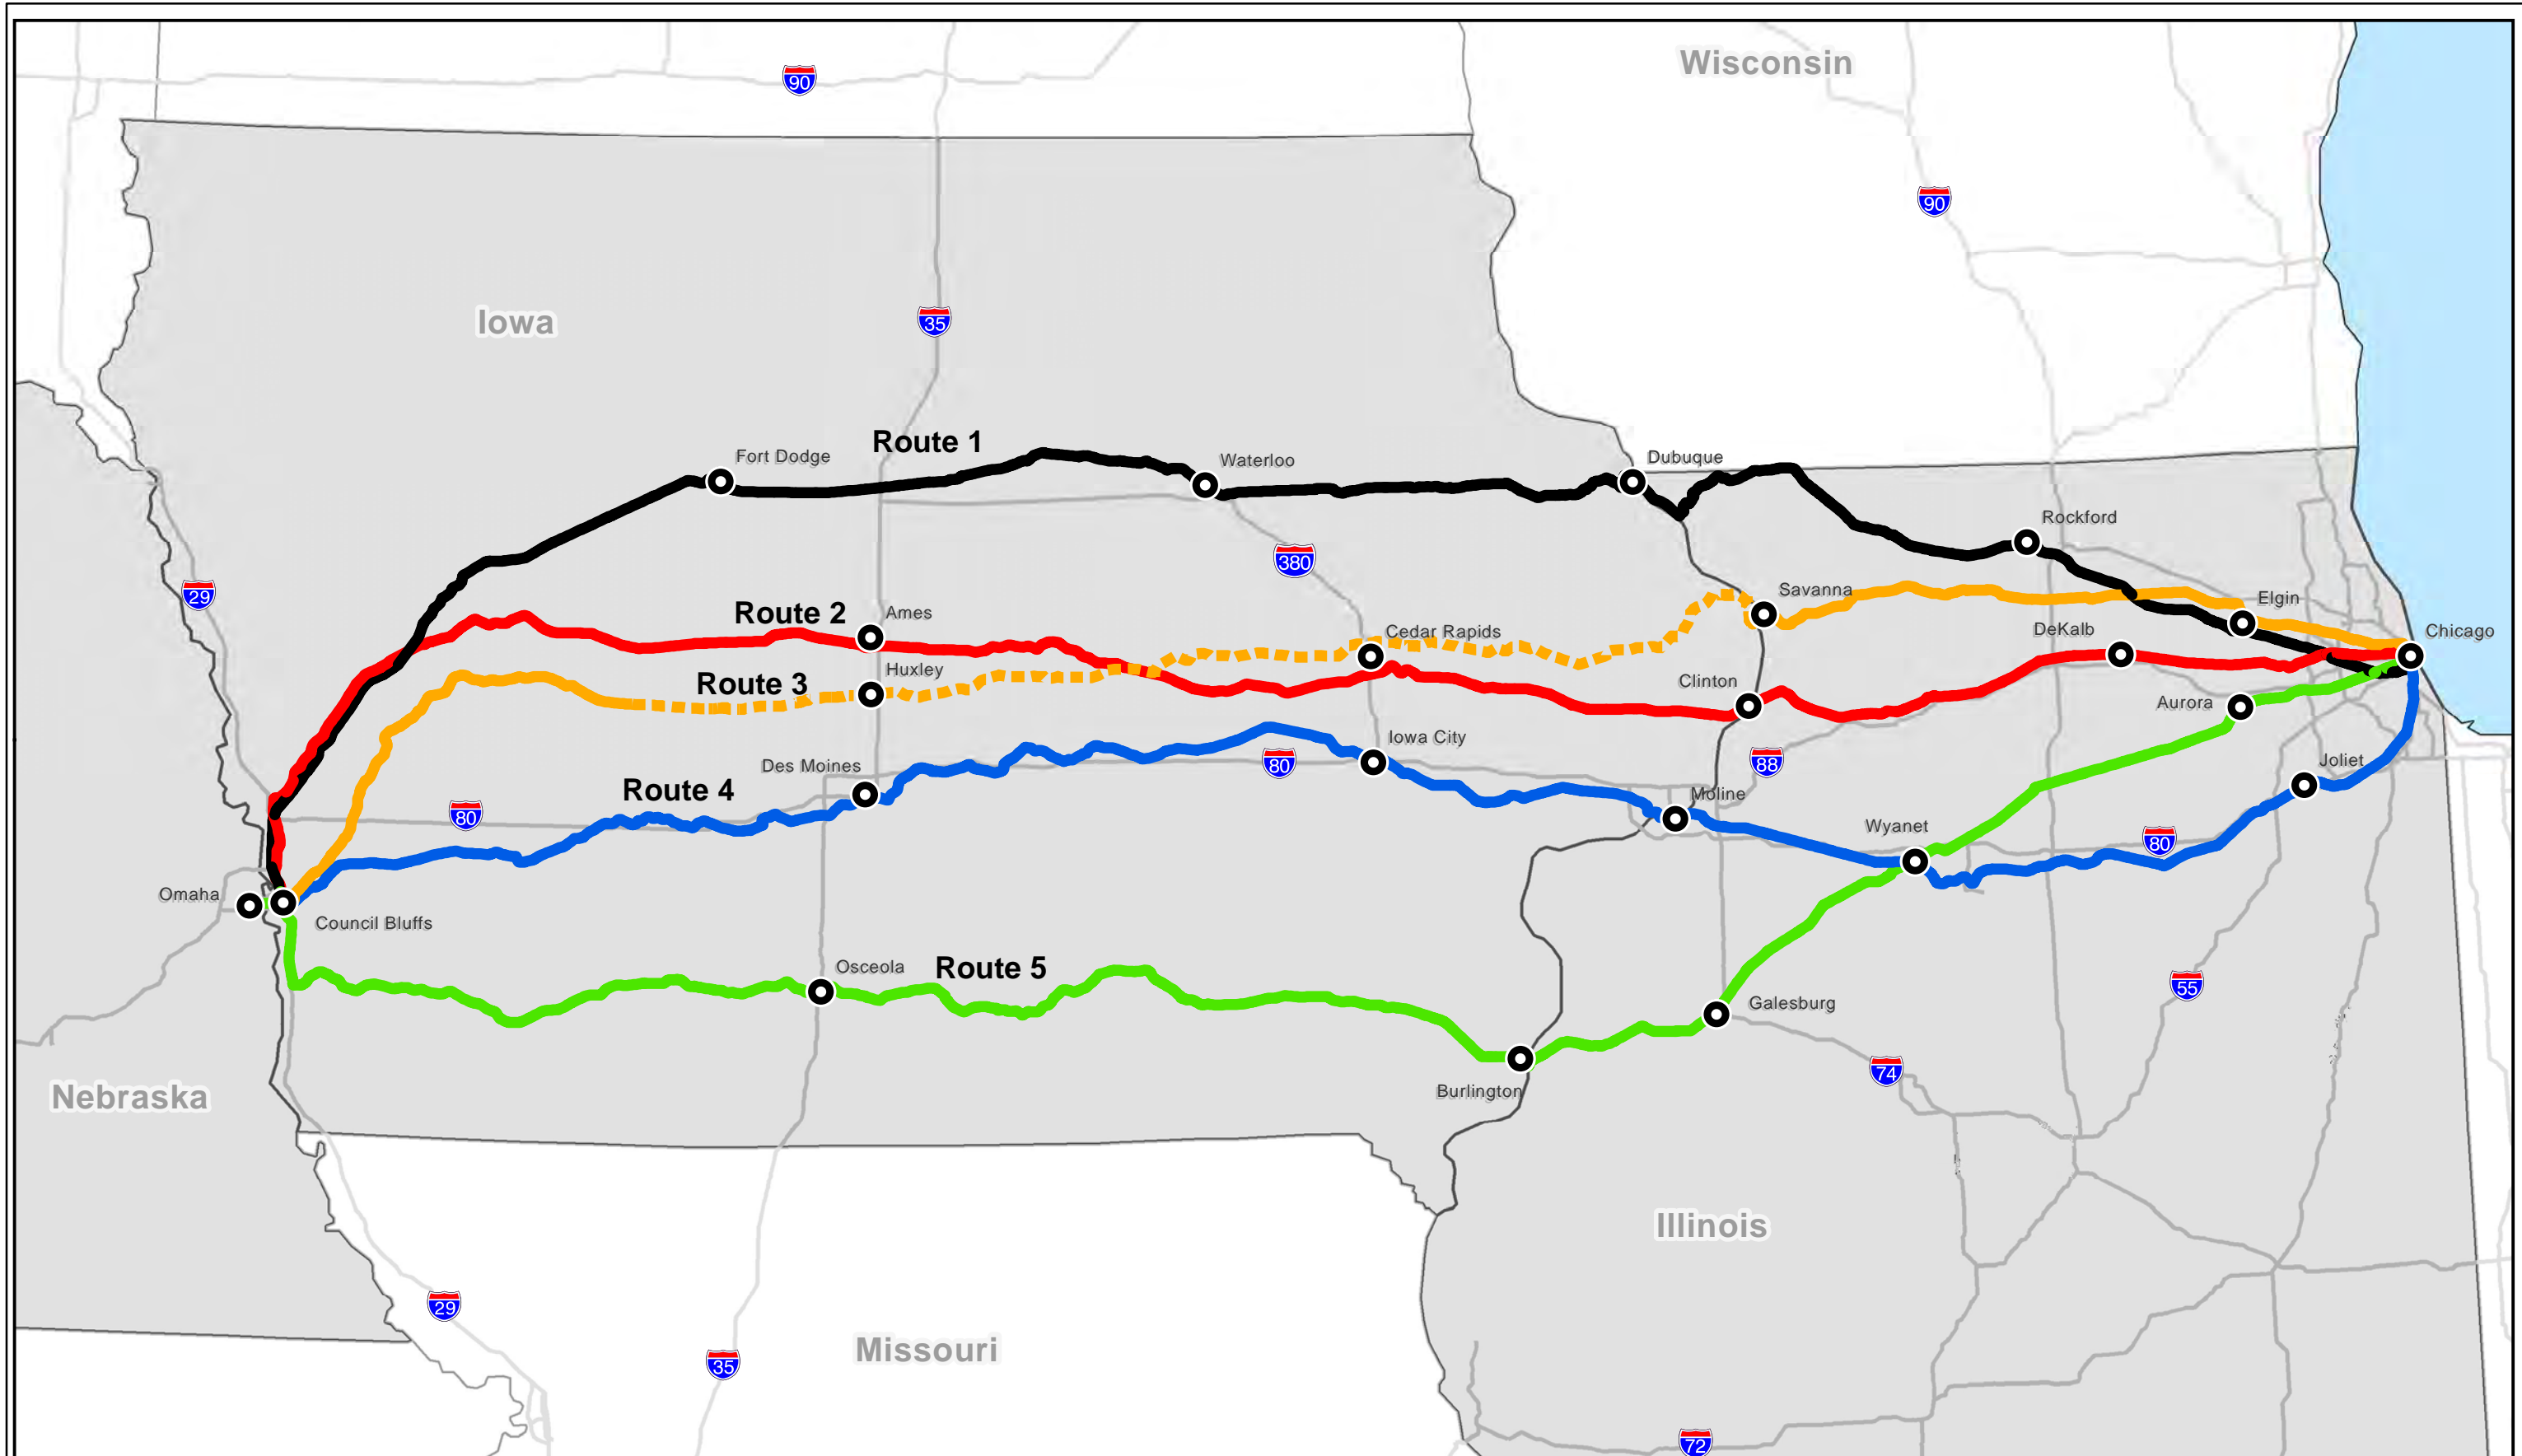 Wisconsin
90
90
Iowa
35
Route 1
Fort Dodge
Waterloo
Dubuque
Rockford
380
29
Savanna
Elgin
Route 2
Ames
Cedar Rapids
DeKalb
Chicago
Huxley
Route 3
Clinton
Aurora
Iowa City
Des Moines
80
88
Joliet
Route 4
Moline
80
Wyanet
80
Omaha
Council Bluffs
Osceola
Route 5
55
Galesburg
74
Burlington
Nebraska
Illinois
29
Missouri
35
72